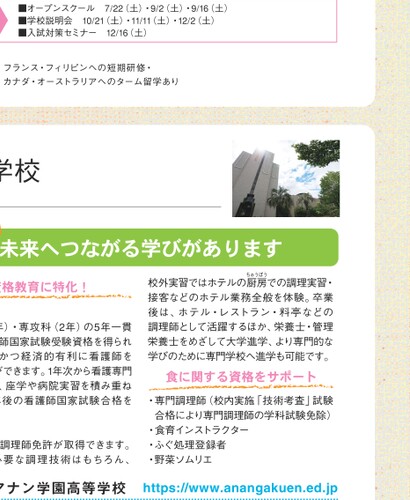 ■オープンスクール　7/22（土）・9/2（土）・9/16（土）
■学校説明会　10/21（土）・11/11（土）・12/2（土）
■入試対策セミナー　12/16（土）
フランス・フィリピンへの短期研修・
カナダ・オーストラリアへのターム留学あり
学校
未来へつながる学びがあります
資格教育に特化！
年）・専攻科（2年）の5年一貫
師国家試験受験資格を得られ
かつ経済的有利に看護師を
できます。1年次から看護専門
、座学や病院実習を積み重ね
後の看護師国家試験合格を
調理師免許が取得できます。
必要な調理技術はもちろん、
ちゅうぼう
校外実習ではホテルの厨房での調理実習・
接客などのホテル業務全般を体験。卒業
後は、ホテル・レストラン・料亭などの
調理師として活躍するほか、栄養士・管理
栄養士をめざして大学進学、より専門的な
学びのために専門学校へ進学も可能です。
食に関する資格をサポート
・専門調理師（校内実施「技術考査」試験
合格により専門調理師の学科試験免除）
・食育インストラクター
・ふぐ処理登録者
・野菜ソムリエ
アナン学園高等学校　https://www.anangakuen.ed.jp